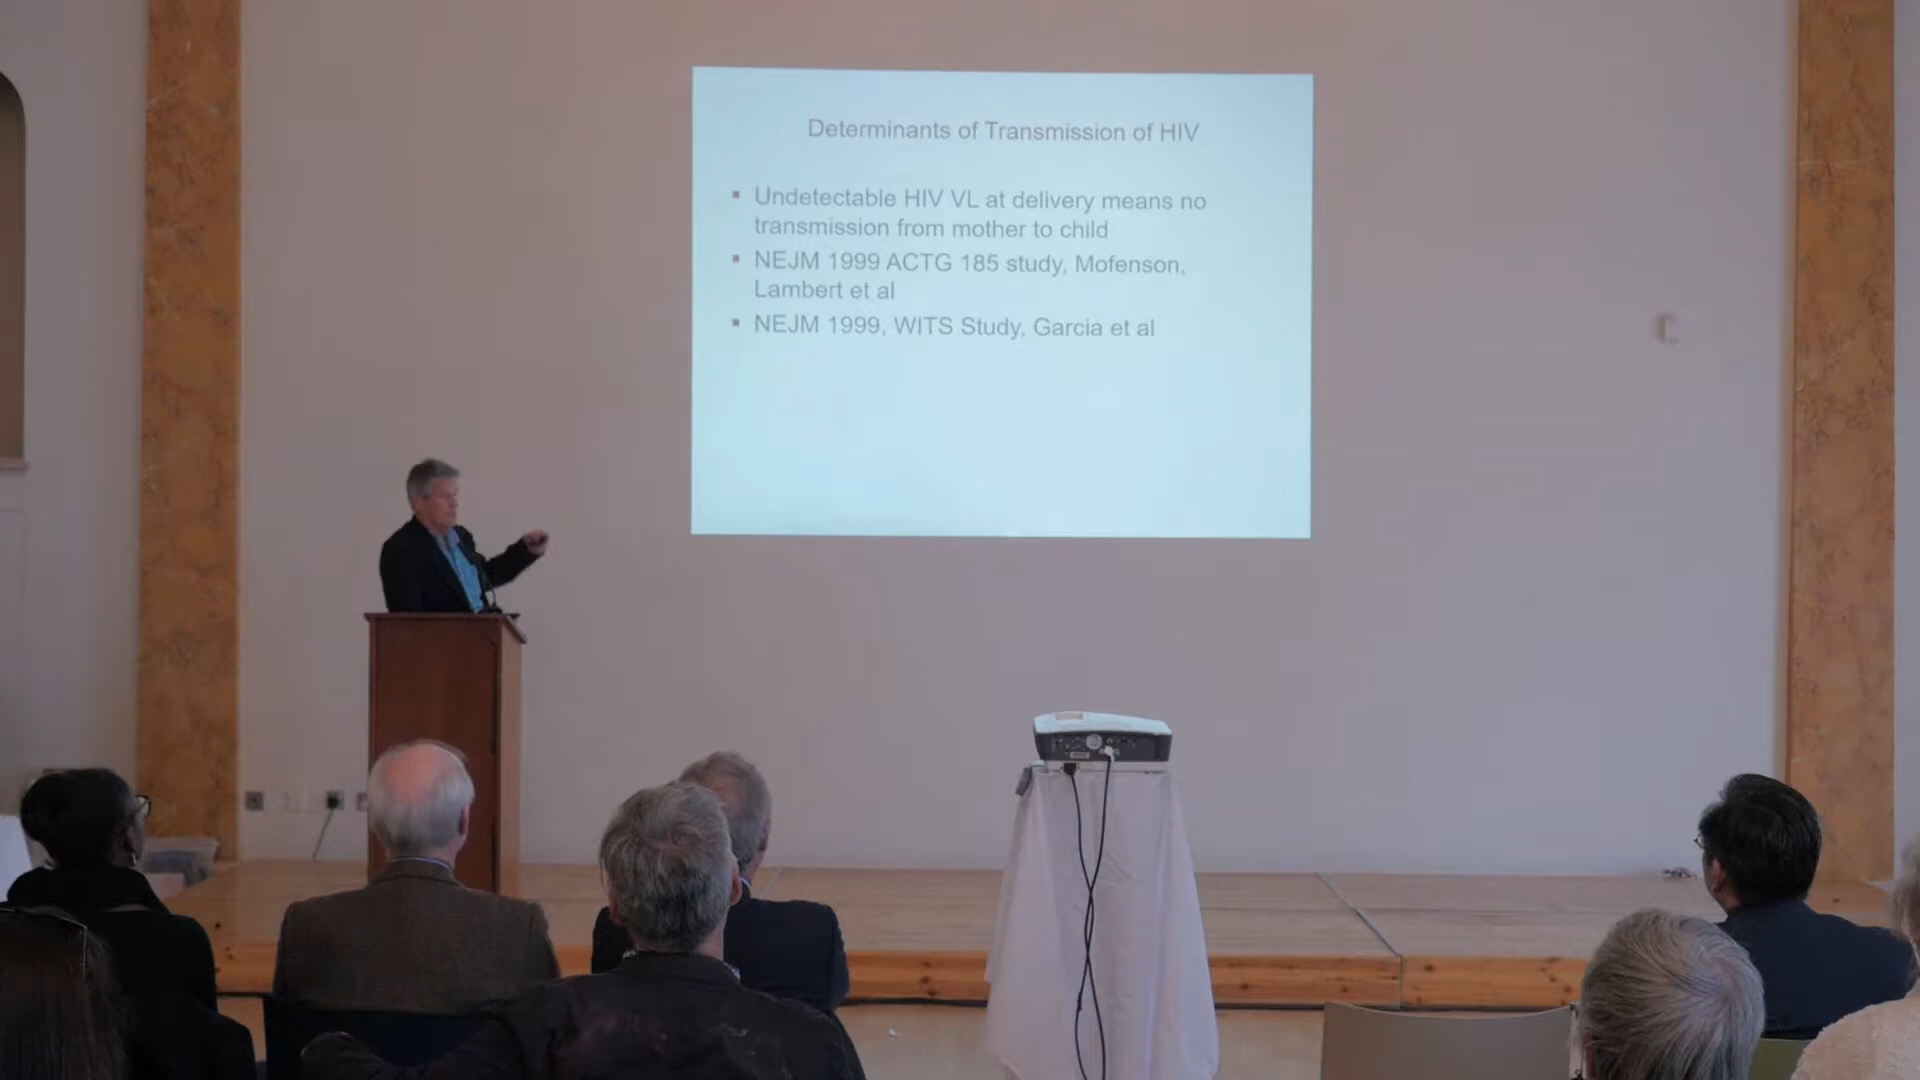 Determinants of Transmission of HIV
▪ Undetectable HIV VL at delivery means no
transmission from mother to child
▪ NEJM 1999 ACTG 185 study, Mofenson,
Lambert et al
▪ NEJM 1999, WITS Study, Garcia et al